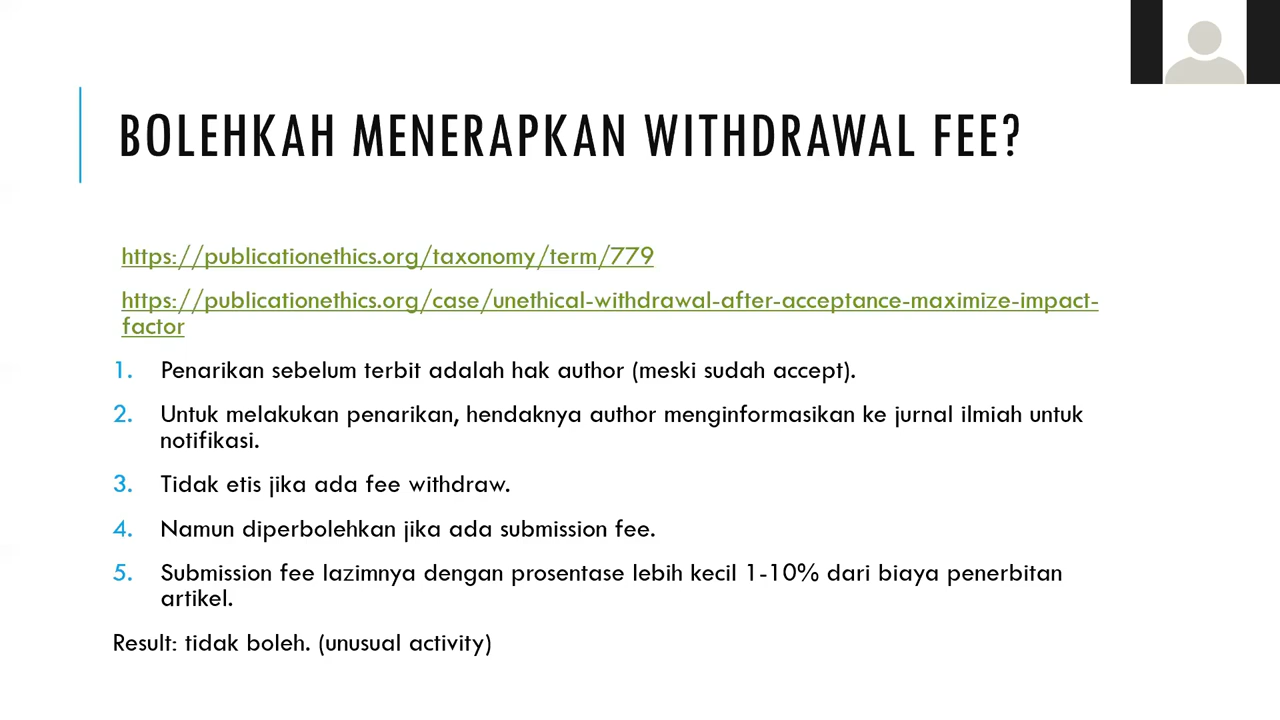 BOLEHKAH MENERAPKAN WITHDRAWAL FEE?
https://publicationethics.org/taxonomy/term/779
https://publicationethics.org/case/unethical-withdrawal-after-acceptance-maximize-impact-
factor
1. Penarikan sebelum terbit adalah hak author (meski sudah accept).
2. Untuk melakukan penarikan, hendaknya author menginformasikan ke jurnal ilmiah untuk
notifikasi.
3. Tidak etis jika ada fee withdraw.
4. Namun diperbolehkan jika ada submission fee.
5. Submission fee lazimnya dengan prosentase lebih kecil 1-10% dari biaya penerbitan
artikel.
Result: tidak boleh. (unusual activity)